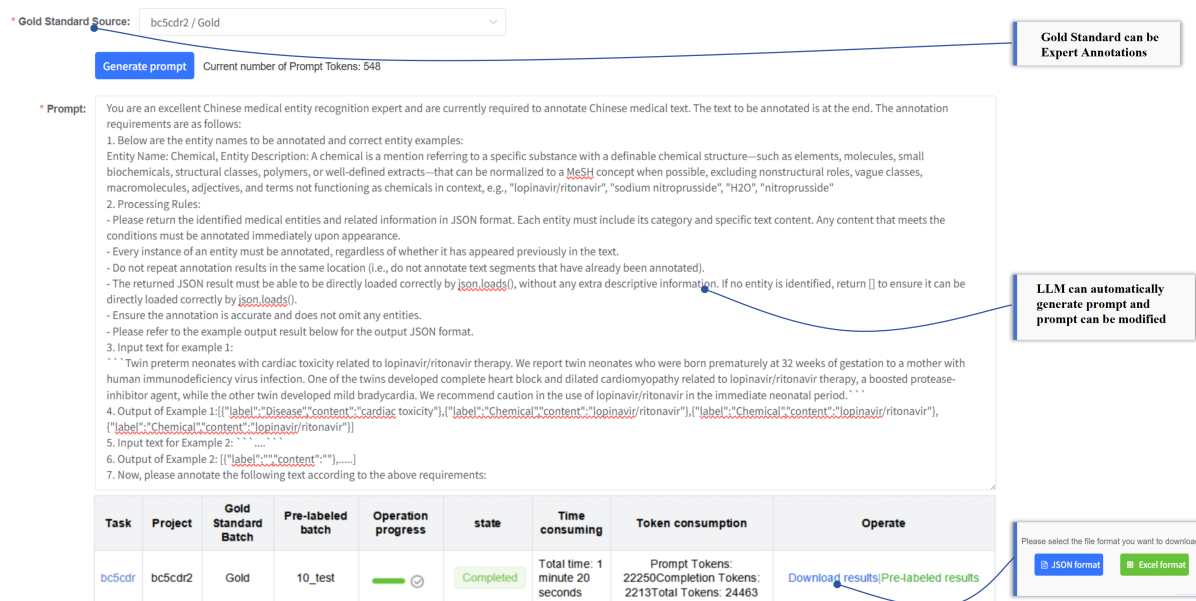 * Gold Standard Source:
bc5cdr2 / Gold
Gold Standard can be
Expert Annotations
Generate prompt
Current number of Prompt Tokens: 548
* Prompt:
You are an excellent Chinese medical entity recognition expert and are currently required to annotate Chinese medical text. The text to be annotated is at the end. The annotation
requirements are as follows:
1. Below are the entity names to be annotated and correct entity examples:
Entity Name: Chemical, Entity Description: A chemical is a mention referring to a specific substance with a definable chemical structure—such as elements, molecules, small
biochemicals, structural classes, polymers, or well-defined extracts—that can be normalized to a MeSH concept when possible, excluding nonstructural roles, vague classes,
macromolecules, adjectives, and terms not functioning as chemicals in context, e.g., "lopinavir/ritonavir", "sodium nitroprusside", "H2O", "nitroprusside"
2. Processing Rules:
- Please return the identified medical entities and related information in JSON format. Each entity must include its category and specific text content. Any content that meets the
conditions must be annotated immediately upon appearance.
- Every instance of an entity must be annotated, regardless of whether it has appeared previously in the text.
- Do not repeat annotation results in the same location (i.e., do not annotate text segments that have already been annotated).
- The returned JSON result must be able to be directly loaded correctly by json.loads(), without any extra descriptive information. If no entity is identified, return [] to ensure it can be
directly loaded correctly by json.loads().
- Ensure the annotation is accurate and does not omit any entities.
- Please refer to the example output result below for the output JSON format.
3. Input text for example 1:
```Twin preterm neonates with cardiac toxicity related to lopinavir/ritonavir therapy. We report twin neonates who were born prematurely at 32 weeks of gestation to a mother with
human immunodeficiency virus infection. One of the twins developed complete heart block and dilated cardiomyopathy related to lopinavir/ritonavir therapy, a boosted protease-
inhibitor agent, while the other twin developed mild bradycardia. We recommend caution in the use of lopinavir/ritonavir in the immediate neonatal period.```
4. Output of Example 1:[{"label":"Disease","content":"cardiac toxicity"},{"label":"Chemical","content":"lopinavir/ritonavir"},{"label":"Chemical","content":"lopinavir/ritonavir"},
{"label":"Chemical","content":"lopinavir/ritonavir"}]
5. Input text for Example 2: ```....```
6. Output of Example 2: [{"label":"","content":""},.....]
7. Now, please annotate the following text according to the above requirements:
LLM can automatically
generate prompt and
prompt can be modified
Task
Project
Gold
Standard
Batch
Pre-labeled
batch
Operation
progress
state
Time
consuming
Token consumption
Operate
bc5cdr
bc5cdr2
Gold
10_test
Completed
Total time: 1
minute 20
seconds
Prompt Tokens:
22250Completion Tokens:
2213Total Tokens: 24463
Download results|Pre-labeled results
Please select the file format you want to download
JSON format
Excel format